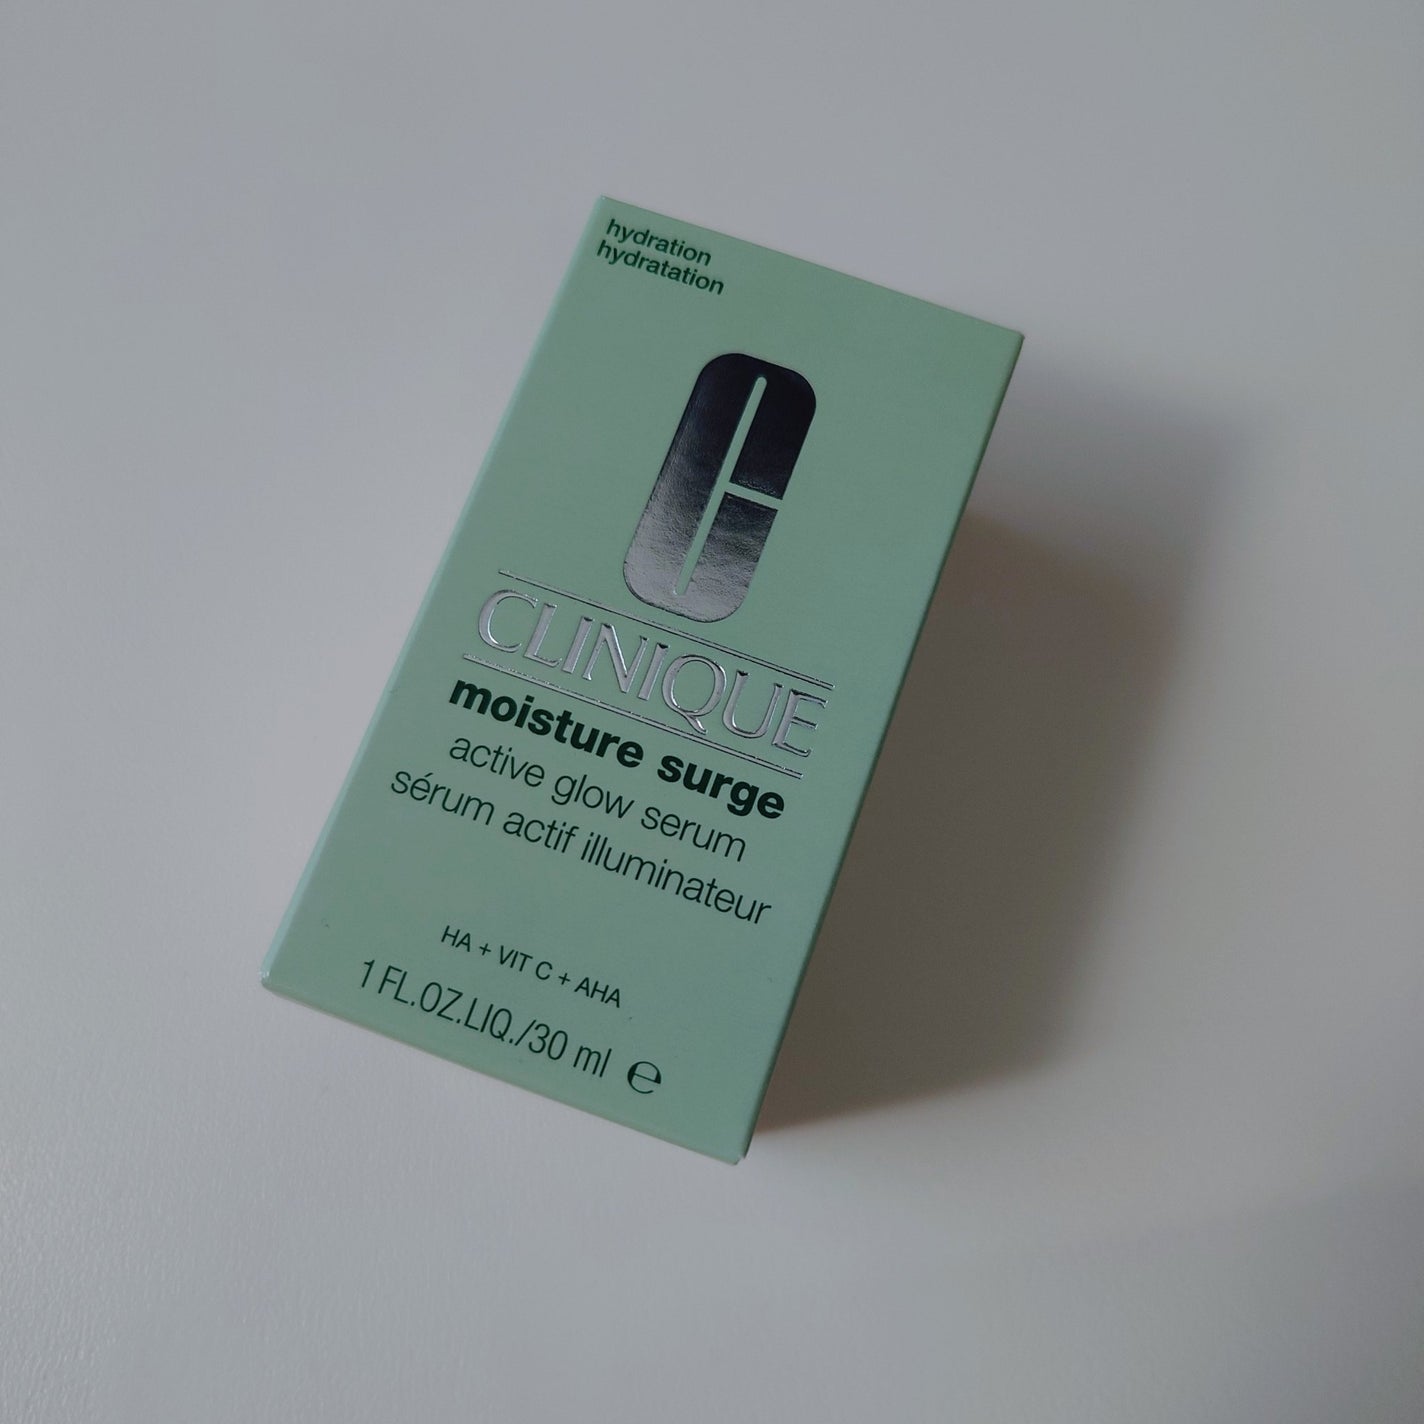 hydration
hydratation
CLINIQUE
moisture surge
active glow serum
sérum actif illuminateur
HA + VIT C + AHA
1 FL.OZ.LIQ./30 ml ℮